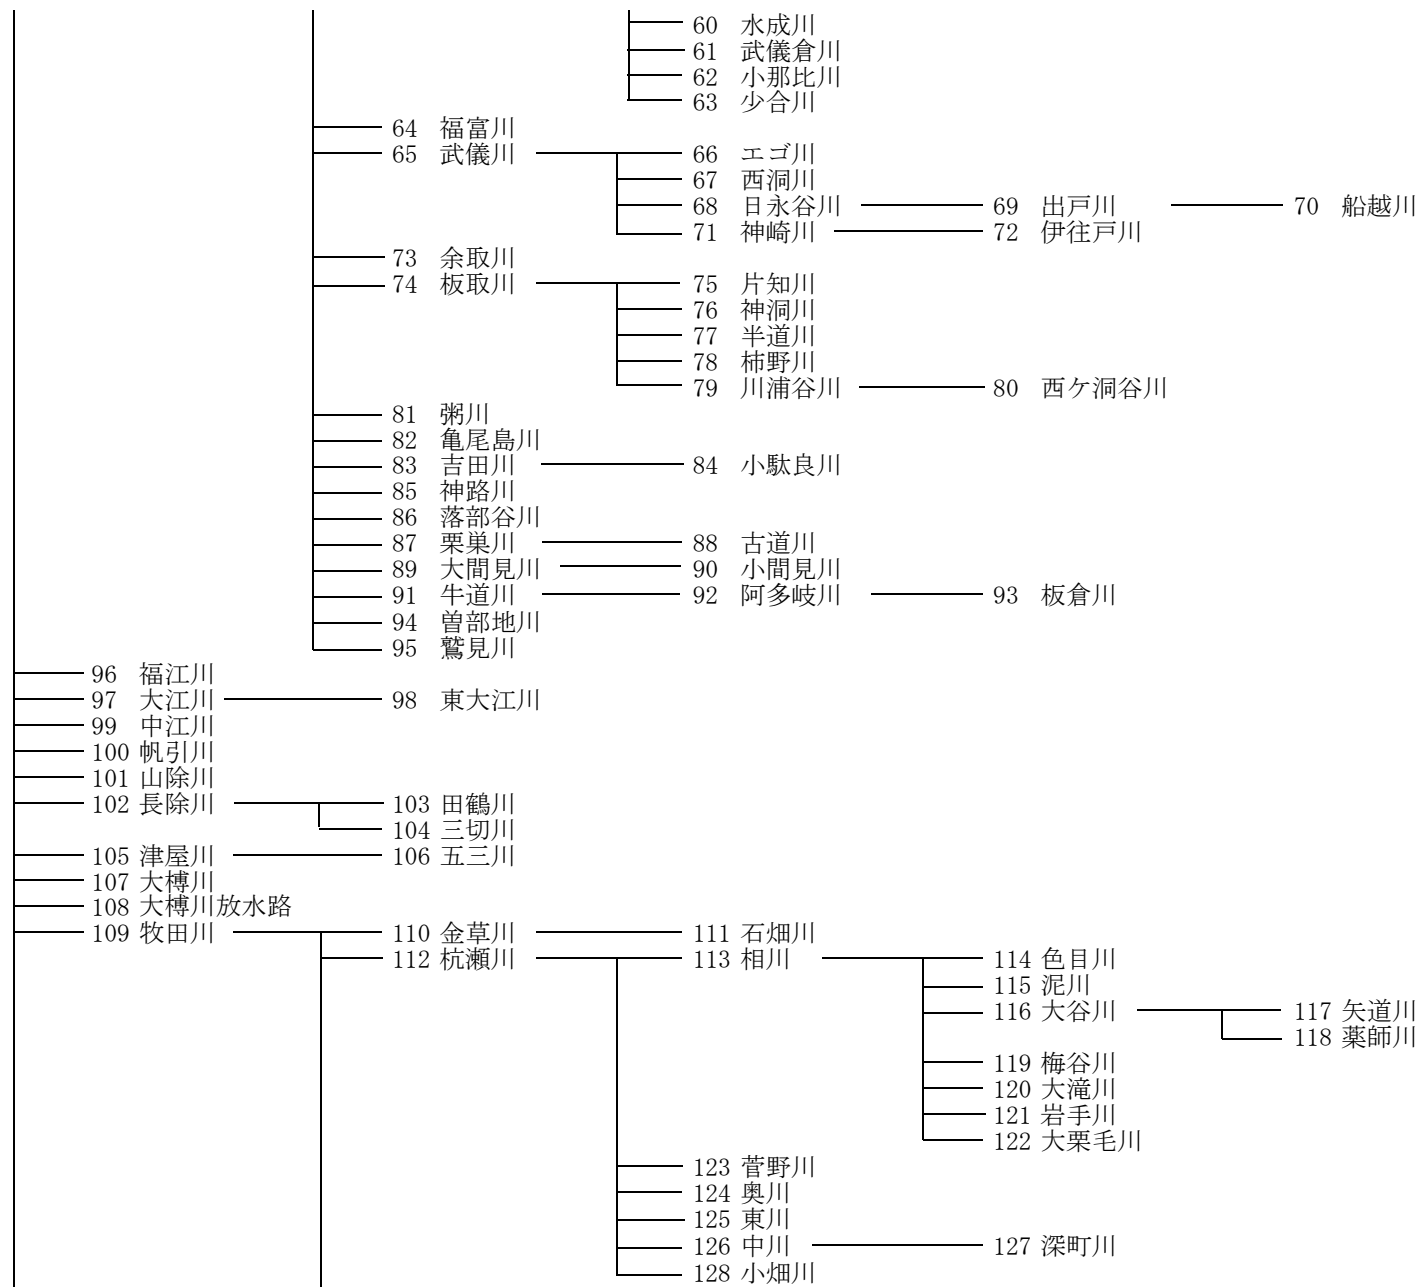 60 水成川
61 武儀倉川
62 小那比川
63 少合川
64 福富川
65 武儀川 66 エゴ川
67 西洞川
68 日永谷川 69 出戸川 70 船越川
71 神崎川 72 伊往戸川
73 余取川
74 板取川 75 片知川
76 神洞川
77 半道川
78 柿野川
79 川浦谷川 80 西ケ洞谷川
81 粥川
82 亀尾島川
83 吉田川 84 小駄良川
85 神路川
86 落部谷川
87 栗巣川 88 古道川
89 大間見川 90 小間見川
91 牛道川 92 阿多岐川 93 板倉川
94 曽部地川
95 鷲見川
96 福江川
97 大江川 98 東大江川
99 中江川
100 帆引川
101 山除川
102 長除川 103 田鶴川
104 三切川
105 津屋川 106 五三川
107 大榑川
108 大榑川放水路
109 牧田川 110 金草川 111 石畑川
112 杭瀬川 113 相川 114 色目川
115 泥川
116 大谷川 117 矢道川
118 薬師川
119 梅谷川
120 大滝川
121 岩手川
122 大栗毛川
123 菅野川
124 奥川
125 東川
126 中川 127 深町川
128 小畑川